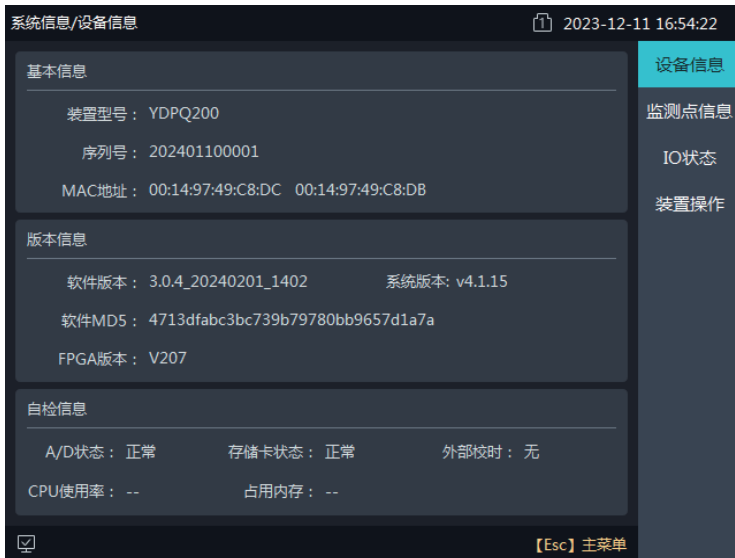 系统信息/设备信息
1 2023-12-11 16:54:22
设备信息
监测点信息
IO状态
装置操作
基本信息
装置型号： YDPQ200
序列号： 202401100001
MAC地址： 00:14:97:49:C8:DC 00:14:97:49:C8:DB
版本信息
软件版本： 3.0.4_20240201_1402 系统版本: v4.1.15
软件MD5： 4713dfabc3bc739b79780bb9657d1a7a
FPGA版本： V207
自检信息
A/D状态： 正常 存储卡状态： 正常 外部校时： 无
CPU使用率： -- 占用内存： --
【Esc】主菜单